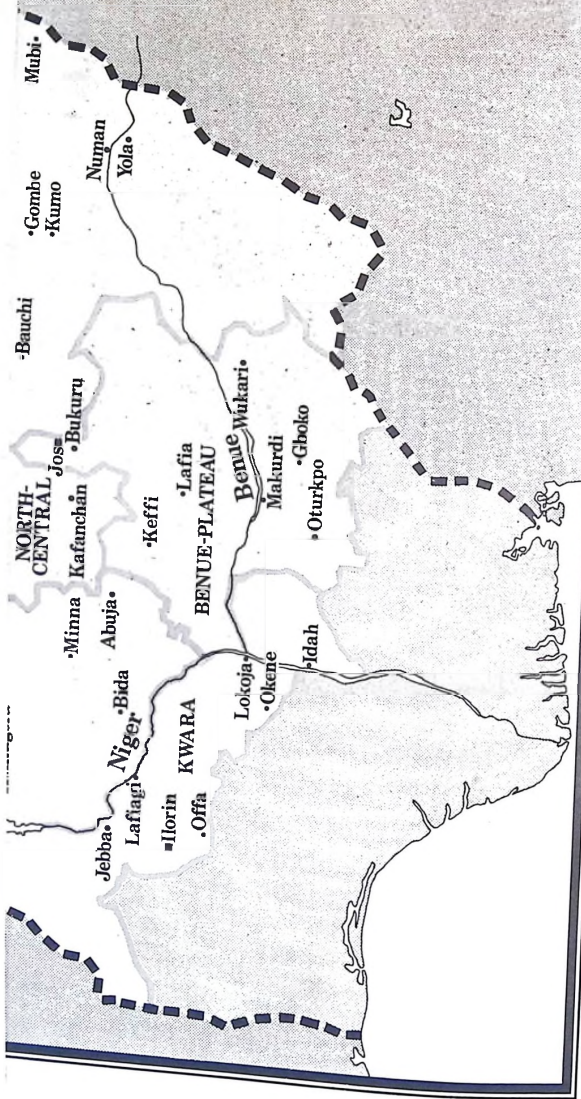 NORTH-
CENTRAL
•Bauchi
•Gombe
•Kumo
Mubi•
Jos
•Minna
Kafanchan
•Bukuru
Numan
Yola•
Jebba•
Abuja•
Niger
•Bida
Lafiagi•
•Keffi
Ilorin
•Offa
KWARA
•Lafia
BENUE-PLATEAU
Benue
Wukari•
Lokoja
•Okene
Makurdi
•Gboko
•Idah
•Oturkpo